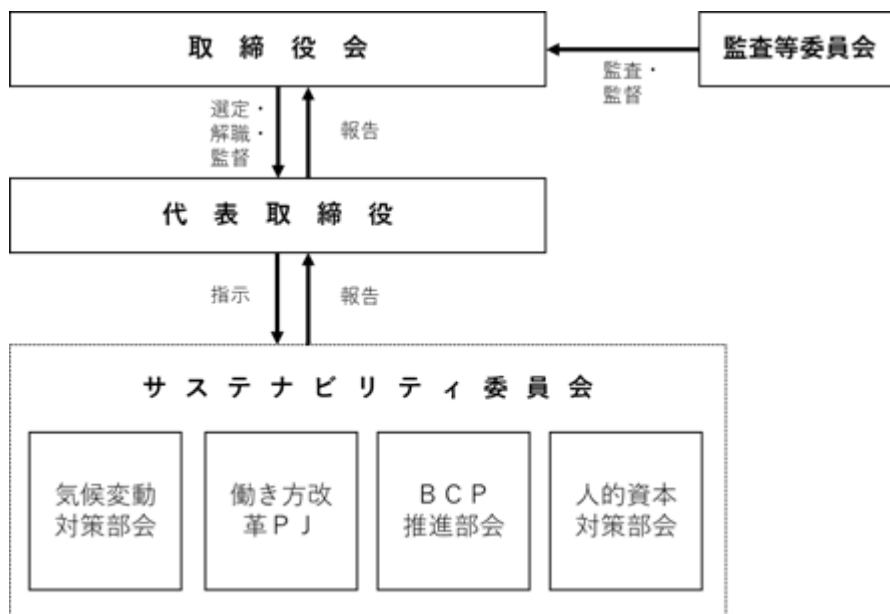 取締役会
監査等委員会
監査・
監督
選定・
解職・
監督
報告
代表取締役
指示
報告
サステナビリティ委員会
気候変動
対策部会
働き方改
革ＰＪ
ＢＣＰ
推進部会
人的資本
対策部会